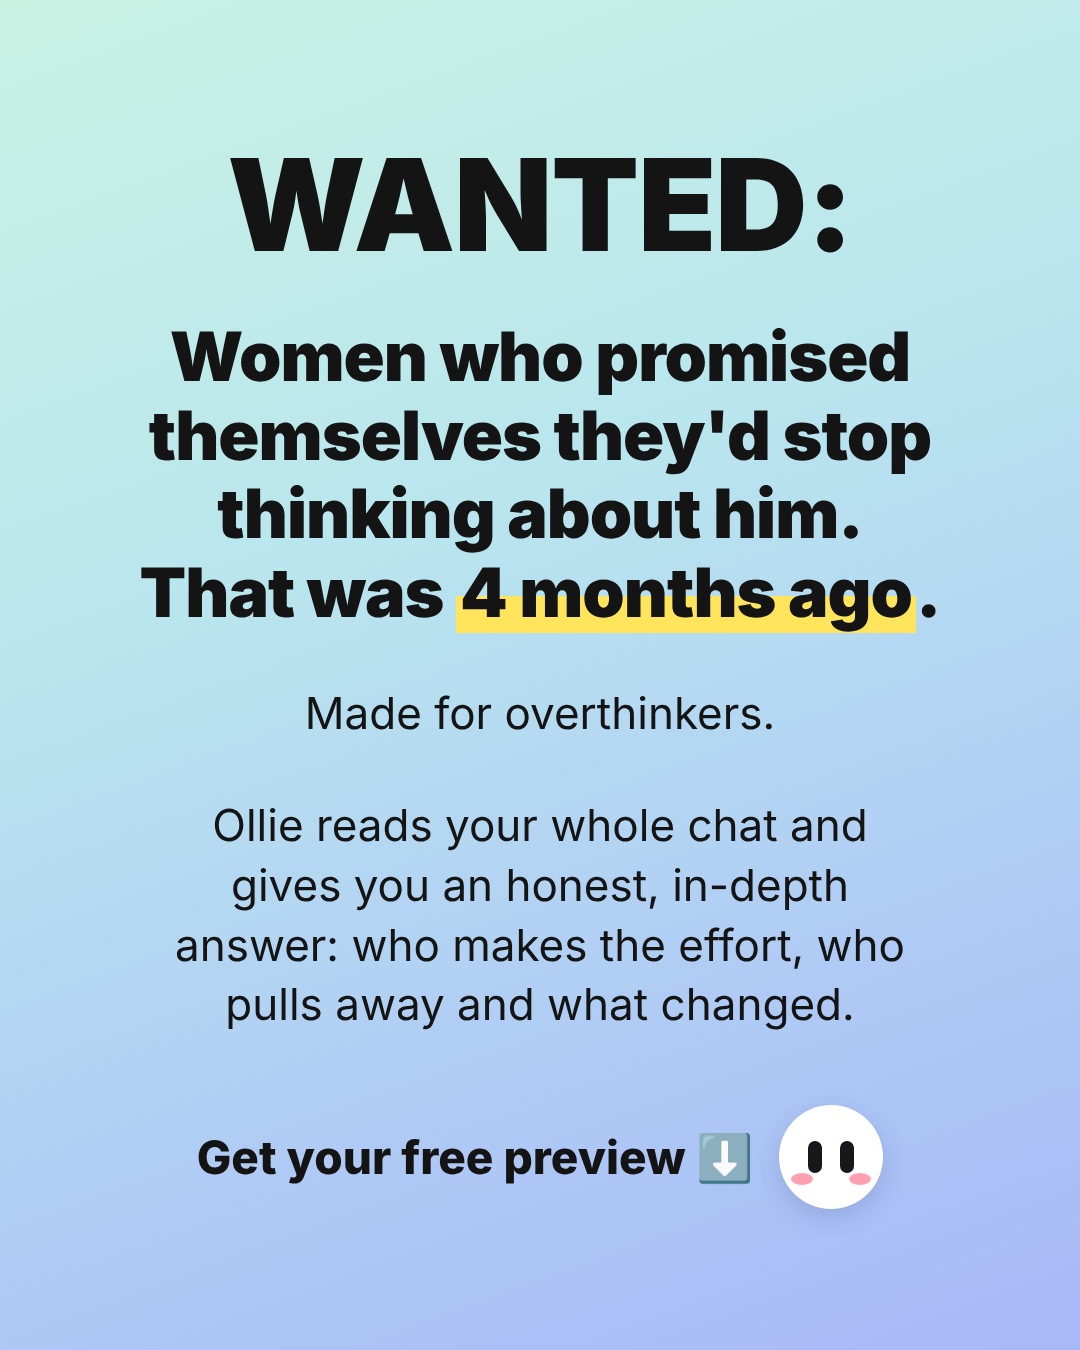 WANTED:
Women who promised
themselves they'd stop
thinking about him.
That was 4 months ago.
Made for overthinkers.
Ollie reads your whole chat and
gives you an honest, in-depth
answer: who makes the effort, who
pulls away and what changed.
Get your free preview ⬇️